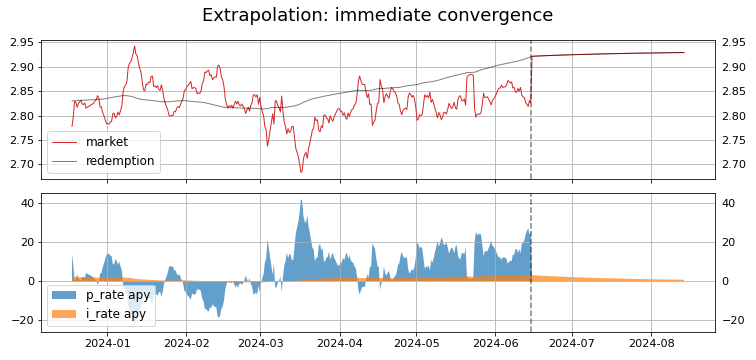 Extrapolation: immediate convergence
2.95 2.95
2.90 2.90
2.85 2.85
2.80 2.80
2.75 2.75
2.70 2.70
market
redemption
40 40
20 20
0 0
−20 −20
p_rate apy
i_rate apy
2024-01 2024-02 2024-03 2024-04 2024-05 2024-06 2024-07 2024-08